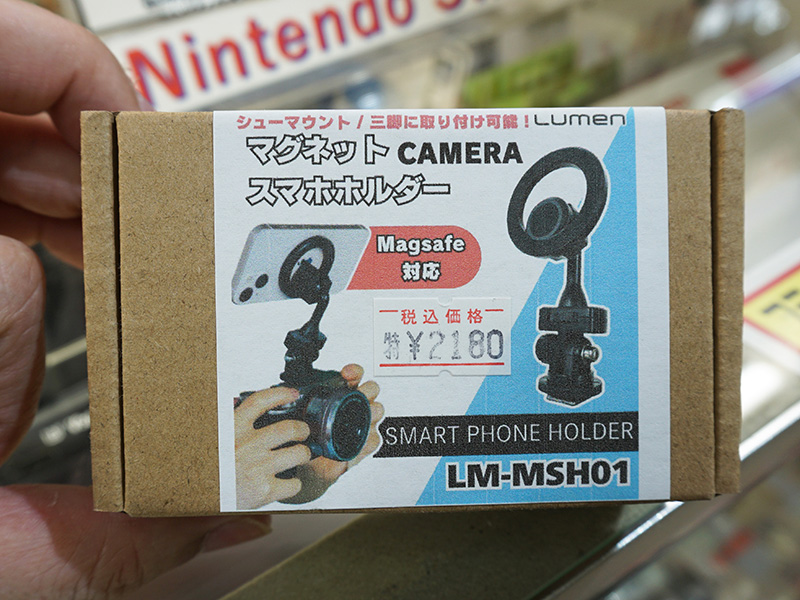 Nintendo
シューマウント / 三脚に取り付け可能！
Lumen
マグネット CAMERA
スマホホルダー
Magsafe
対応
税込価格
特 ¥2180
SMART PHONE HOLDER
LM-MSH01